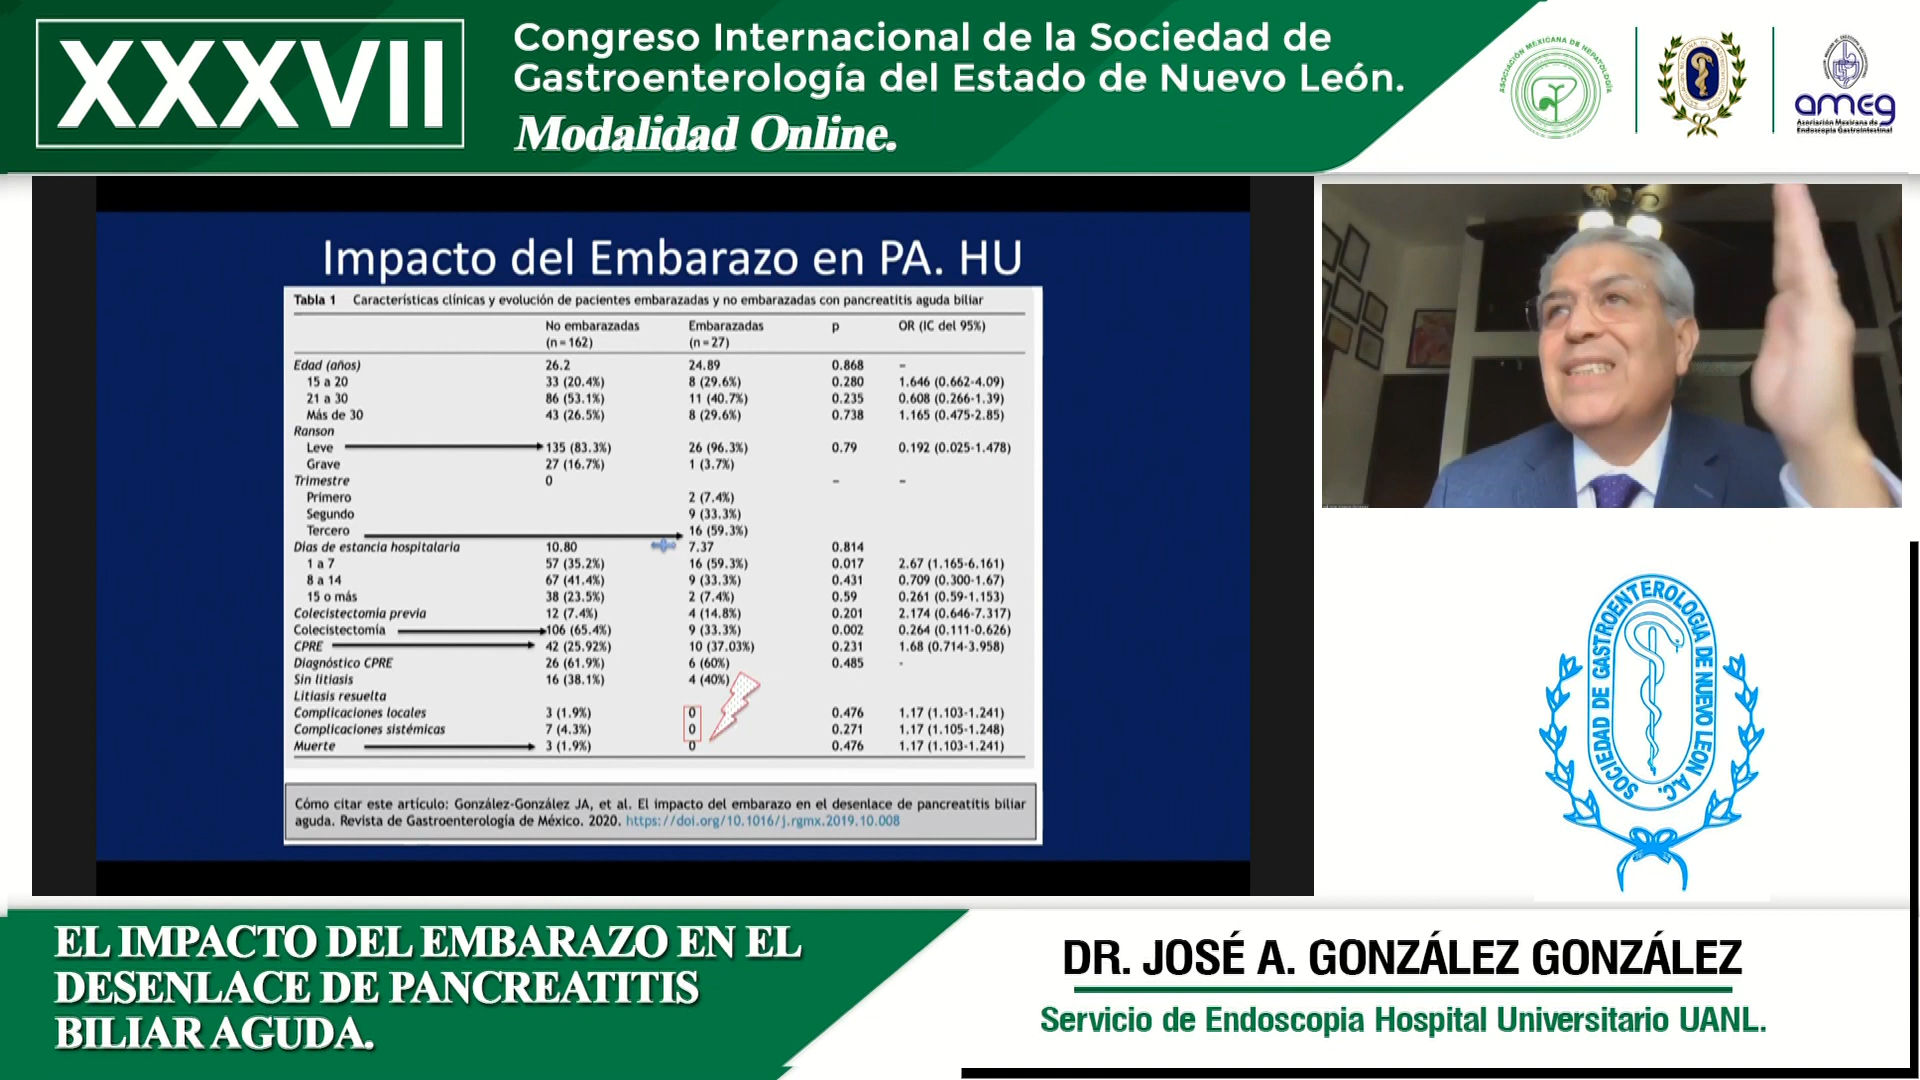 XXXVII
Congreso Internacional de la Sociedad de
Gastroenterología del Estado de Nuevo León.
Modalidad Online.
ASOCIACIÓN MEXICANA DE HEPATOLOGÍA
ameg
Asociación Mexicana de
Endoscopia Gastrointestinal
Impacto del Embarazo en PA. HU
Tabla 1 Características clínicas y evolución de pacientes embarazadas y no embarazadas con pancreatitis aguda biliar
No embarazadas Embarazadas p OR (IC del 95%)
(n = 162) (n = 27)
Edad (años) 26.2 24.89 0.868 –
15 a 20 33 (20.4%) 8 (29.6%) 0.280 1.646 (0.662-4.09)
21 a 30 86 (53.1%) 11 (40.7%) 0.235 0.608 (0.266-1.39)
Más de 30 43 (26.5%) 8 (29.6%) 0.738 1.165 (0.475-2.85)
Ranson
Leve 135 (83.3%) 26 (96.3%) 0.79 0.192 (0.025-1.478)
Grave 27 (16.7%) 1 (3.7%)
Trimestre 0 – –
Primero 2 (7.4%)
Segundo 9 (33.3%)
Tercero 16 (59.3%)
Días de estancia hospitalaria 10.80 7.37 0.814
1 a 7 57 (35.2%) 16 (59.3%) 0.017 2.67 (1.165-6.161)
8 a 14 67 (41.4%) 9 (33.3%) 0.431 0.709 (0.300-1.67)
15 o más 38 (23.5%) 2 (7.4%) 0.59 0.261 (0.59-1.153)
Colecistectomía previa 12 (7.4%) 4 (14.8%) 0.201 2.174 (0.646-7.317)
Colecistectomía 106 (65.4%) 9 (33.3%) 0.002 0.264 (0.111-0.626)
CPRE 42 (25.92%) 10 (37.03%) 0.231 1.68 (0.714-3.958)
Diagnóstico CPRE 26 (61.9%) 6 (60%) 0.485 -
Sin litiasis 16 (38.1%) 4 (40%)
Litiasis resuelta
Complicaciones locales 3 (1.9%) 0 0.476 1.17 (1.103-1.241)
Complicaciones sistémicas 7 (4.3%) 0 0.271 1.17 (1.105-1.248)
Muerte 3 (1.9%) 0 0.476 1.17 (1.103-1.241)
Cómo citar este artículo: González-González JA, et al. El impacto del embarazo en el desenlace de pancreatitis biliar
aguda. Revista de Gastroenterología de México. 2020. https://doi.org/10.1016/j.rgmx.2019.10.008
SOCIEDAD DE GASTROENTEROLOGIA DE NUEVO LEON A.C.
EL IMPACTO DEL EMBARAZO EN EL
DESENLACE DE PANCREATITIS
BILIAR AGUDA.
DR. JOSÉ A. GONZÁLEZ GONZÁLEZ
Servicio de Endoscopia Hospital Universitario UANL.